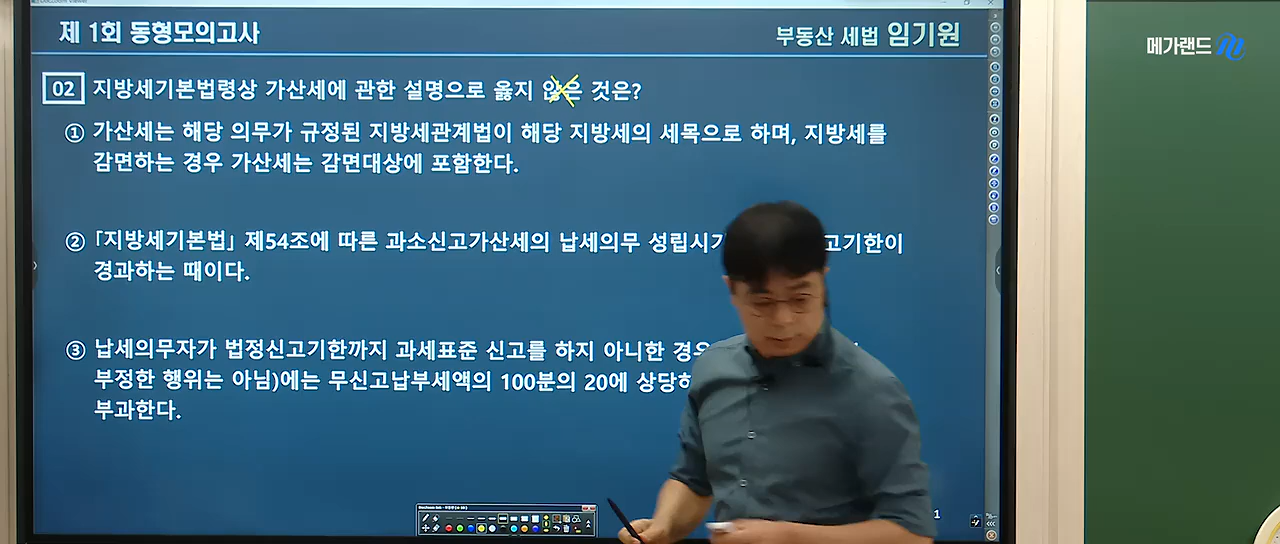 제 1회 동형모의고사
부동산 세법 임기원
메가랜드
02 지방세기본법령상 가산세에 관한 설명으로 옳지 않은 것은?
① 가산세는 해당 의무가 규정된 지방세관계법이 해당 지방세의 세목으로 하며, 지방세를
감면하는 경우 가산세는 감면대상에 포함한다.
② 「지방세기본법」 제54조에 따른 과소신고가산세의 납세의무 성립시기 고기한이
경과하는 때이다.
③ 납세의무자가 법정신고기한까지 과세표준 신고를 하지 아니한 경우
부정한 행위는 아님)에는 무신고납부세액의 100분의 20에 상당하
부과한다.
1